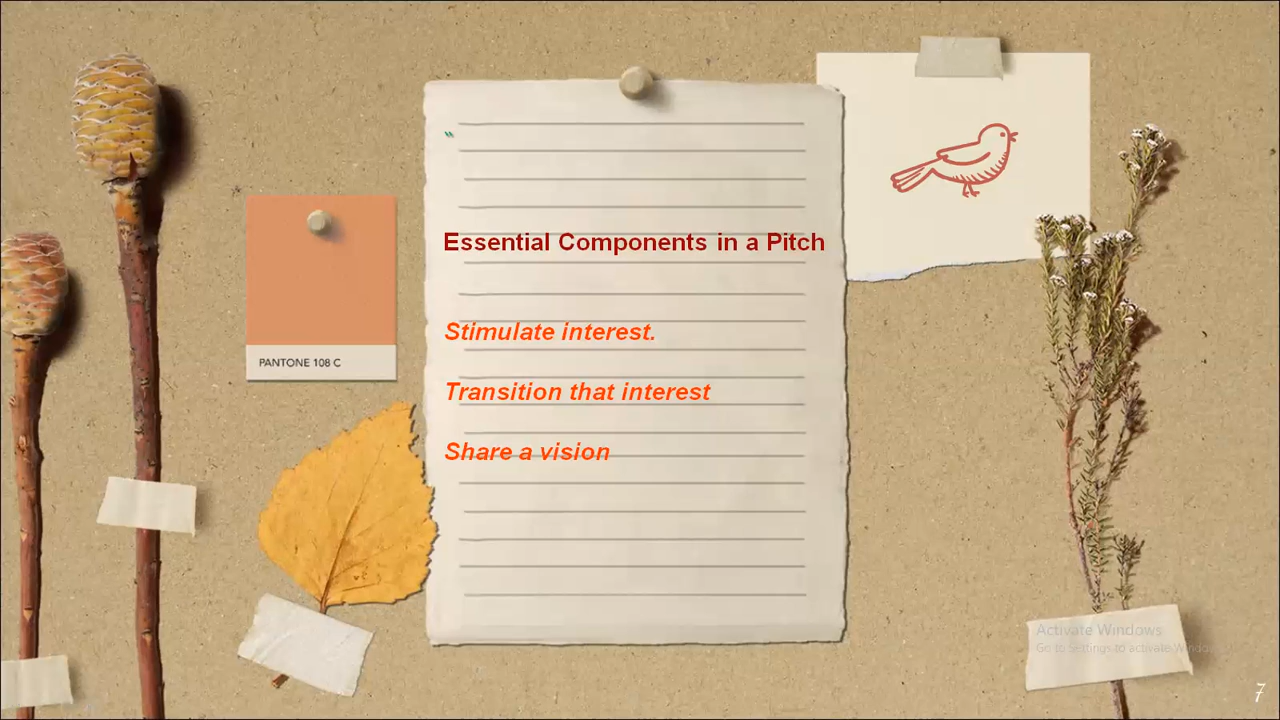 Essential Components in a Pitch
Stimulate interest.
Transition that interest
Share a vision
PANTONE 108 C
Activate Windows
Go to Settings to activate Windows.
7